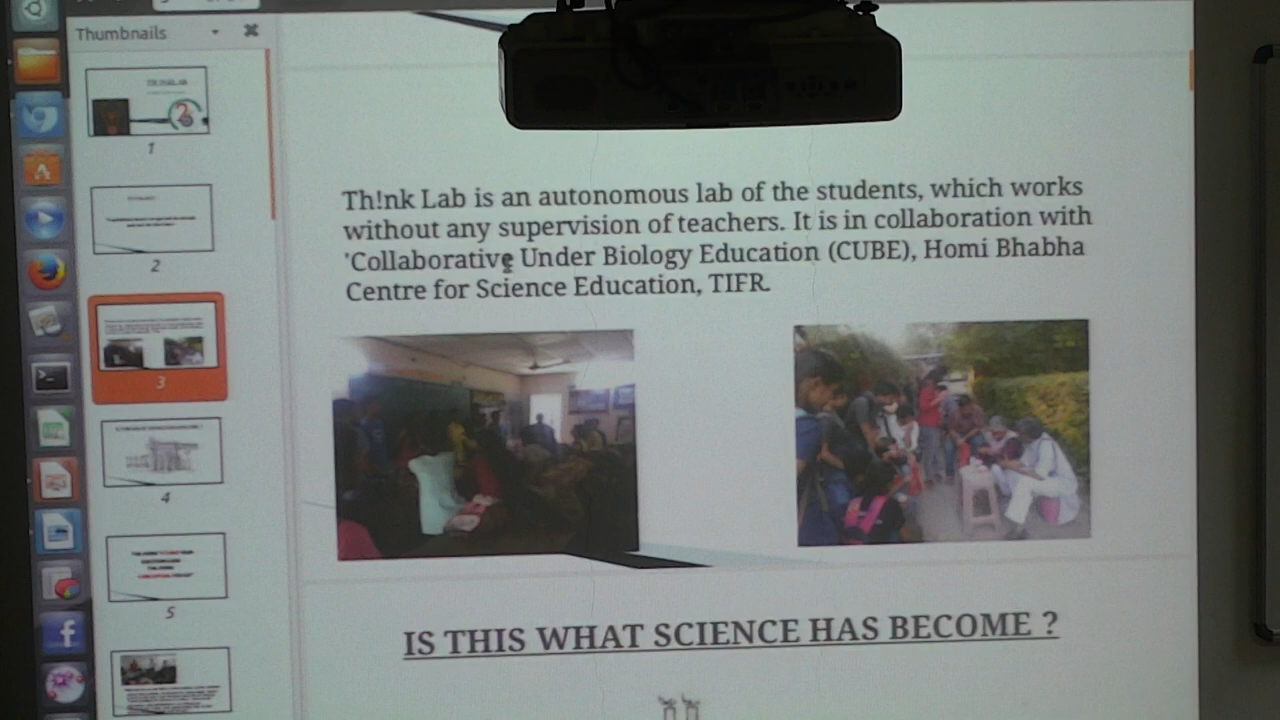 Thumbnails
1
2
3
4
5
Th!nk Lab is an autonomous lab of the students, which works
without any supervision of teachers. It is in collaboration with
'Collaborative Under Biology Education (CUBE), Homi Bhabha
Centre for Science Education, TIFR.
IS THIS WHAT SCIENCE HAS BECOME ?